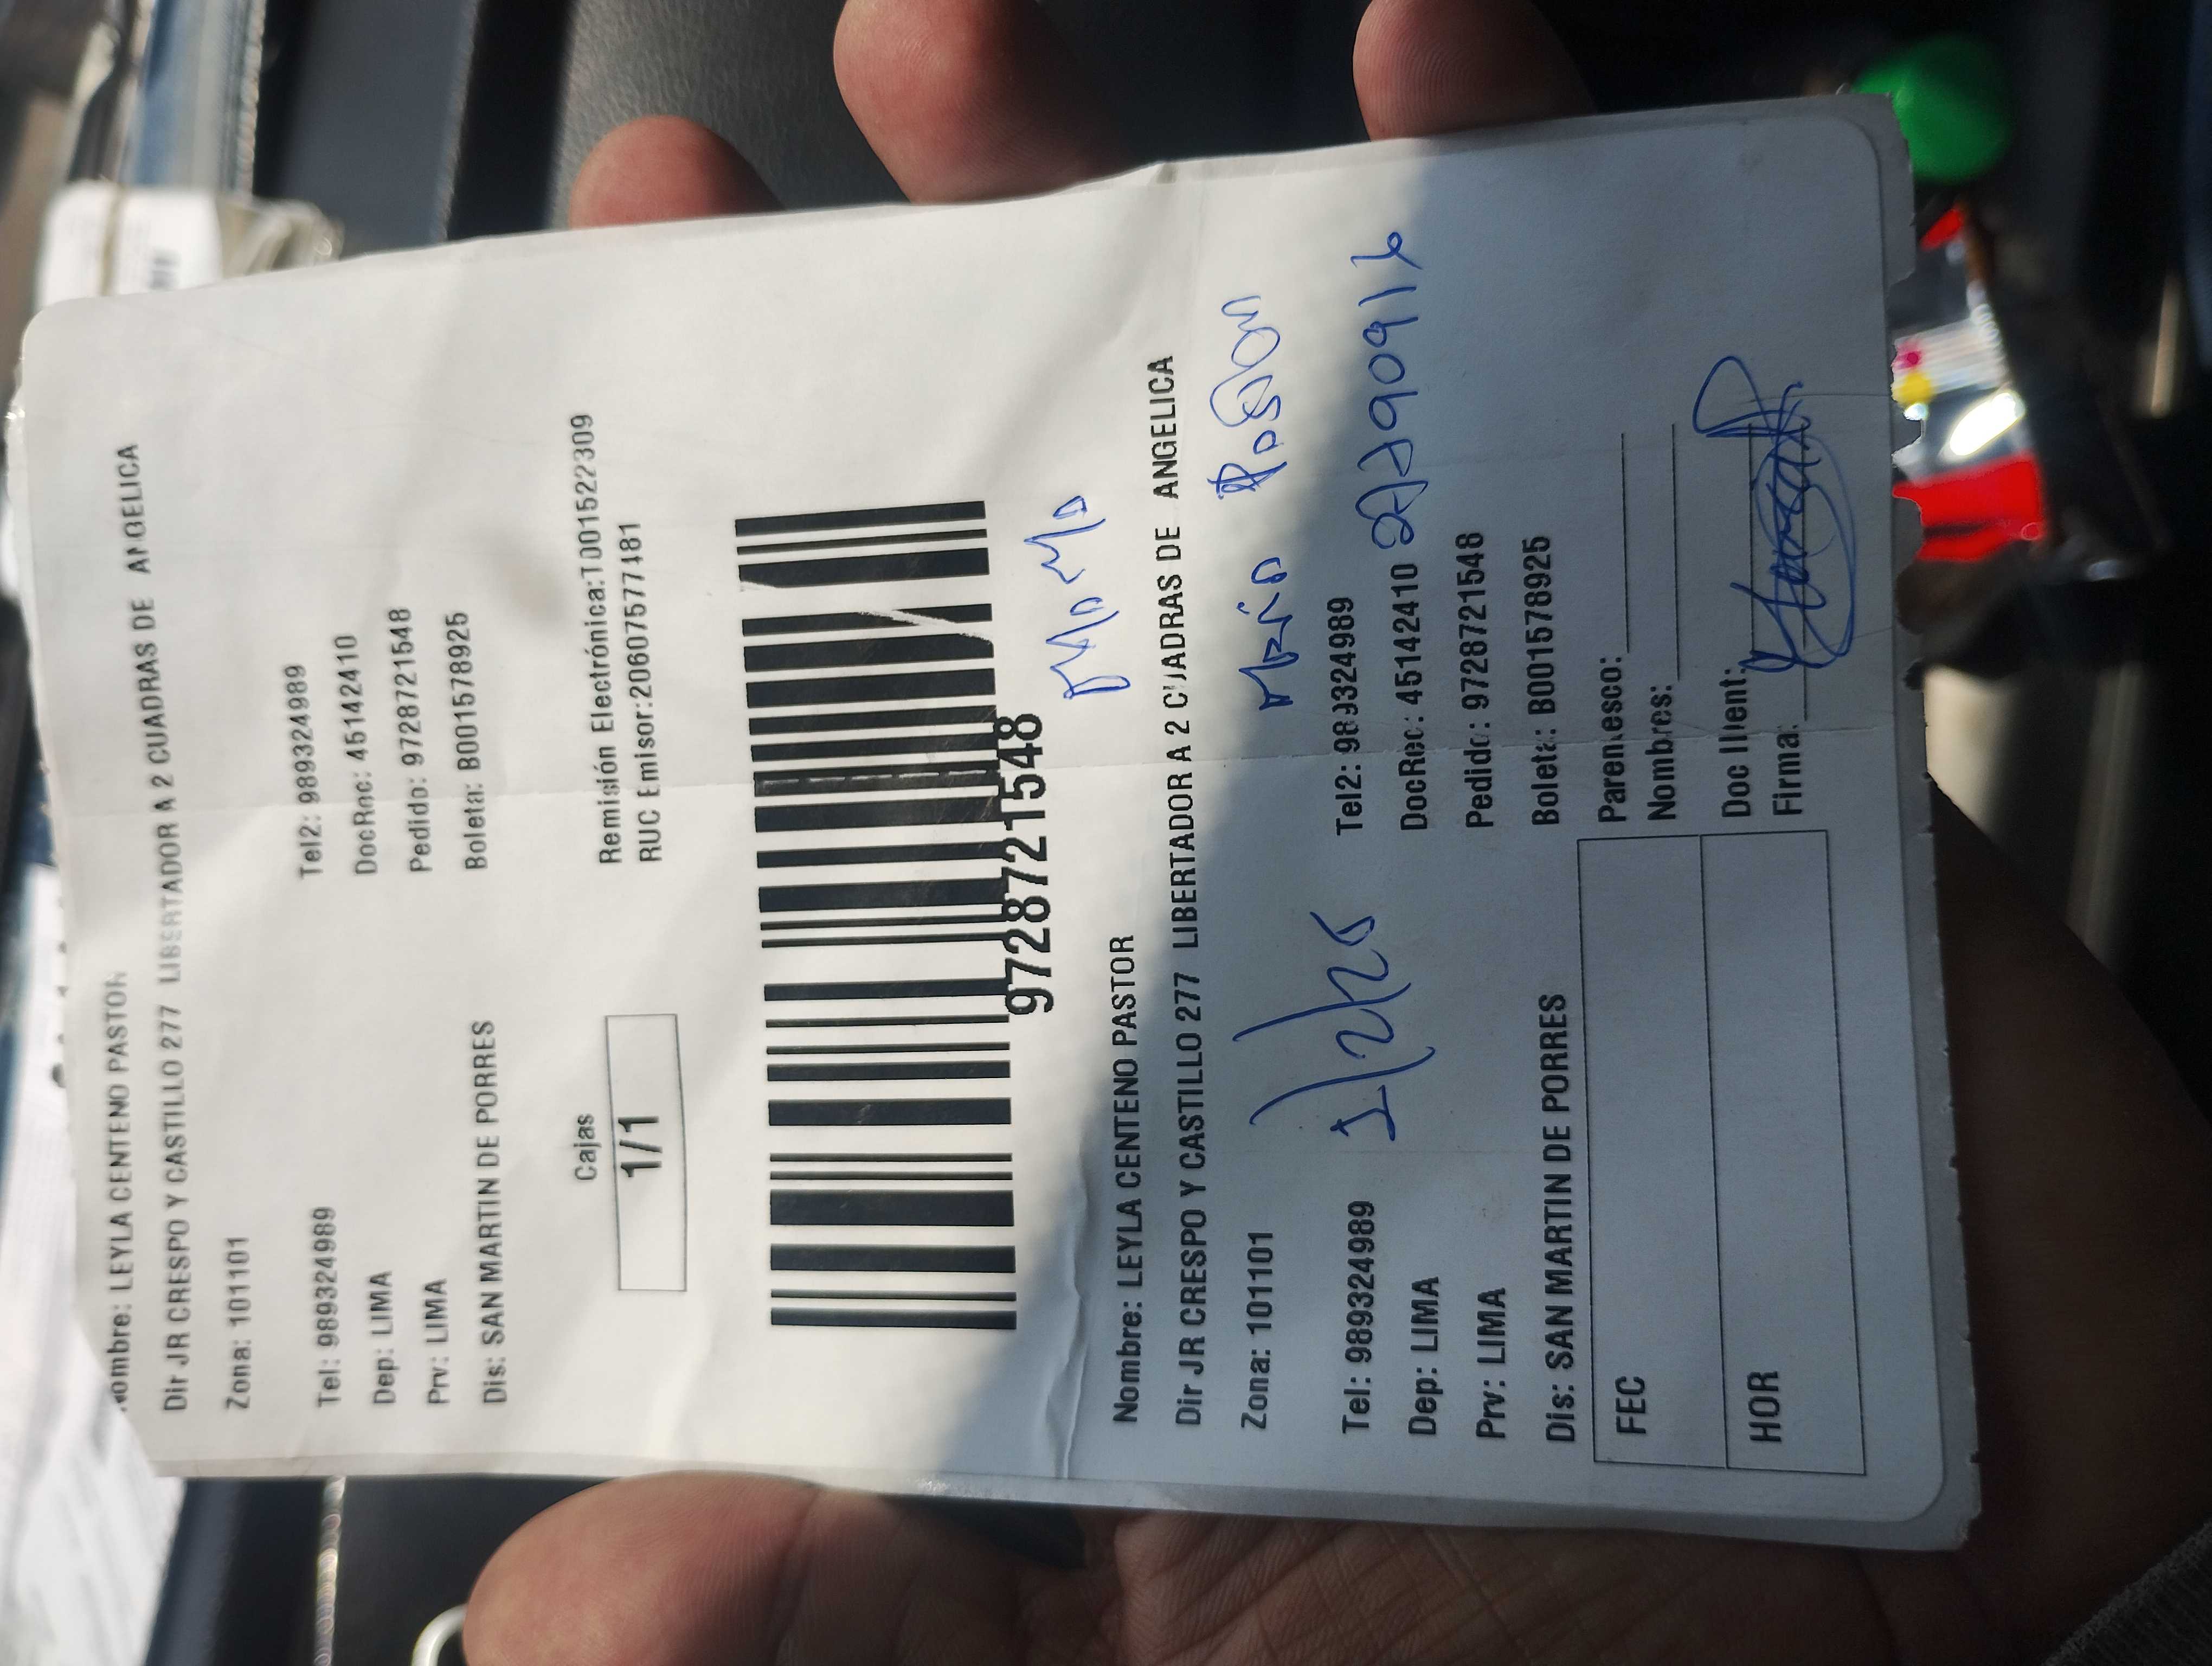 Nombre: LEYLA CENTENO PASTOR
Dir JR CRESPO Y CASTILLO 277 LIBERTADOR A 2 CUADRAS DE ANGELICA
Zona: 101101
Tel: 989324989 Tel2: 989324989
Dep: LIMA DocRec: 45142410
Prv: LIMA Pedido: 9728721548
Dis: SAN MARTIN DE PORRES Boleta: B001578925
Cajas
1/1
Remisión Electrónica:T001522309
RUC Emisor:20607577481
9728721548
Nombre: LEYLA CENTENO PASTOR
Dir JR CRESPO Y CASTILLO 277 LIBERTADOR A 2 CUADRAS DE ANGELICA
Zona: 101101
Tel: 989324989 Tel2: 989324989
Dep: LIMA DocRec: 45142410
Prv: LIMA Pedido: 9728721548
Dis: SAN MARTIN DE PORRES Boleta: B001578925
Parentesco:
FEC Nombres:
Doc Client:
HOR Firma: